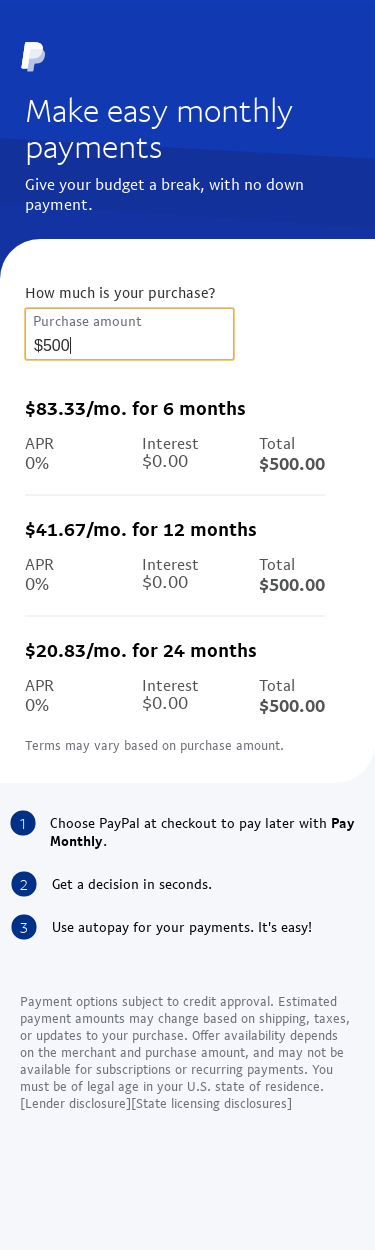 Make easy monthly
payments
Give your budget a break, with no down
payment.
How much is your purchase?
Purchase amount
$500
$83.33/mo. for 6 months
APR Interest Total
0% $0.00 $500.00
$41.67/mo. for 12 months
APR Interest Total
0% $0.00 $500.00
$20.83/mo. for 24 months
APR Interest Total
0% $0.00 $500.00
Terms may vary based on purchase amount.
1 Choose PayPal at checkout to pay later with Pay
Monthly.
2 Get a decision in seconds.
3 Use autopay for your payments. It's easy!
Payment options subject to credit approval. Estimated
payment amounts may change based on shipping, taxes,
or updates to your purchase. Offer availability depends
on the merchant and purchase amount, and may not be
available for subscriptions or recurring payments. You
must be of legal age in your U.S. state of residence.
[Lender disclosure][State licensing disclosures]